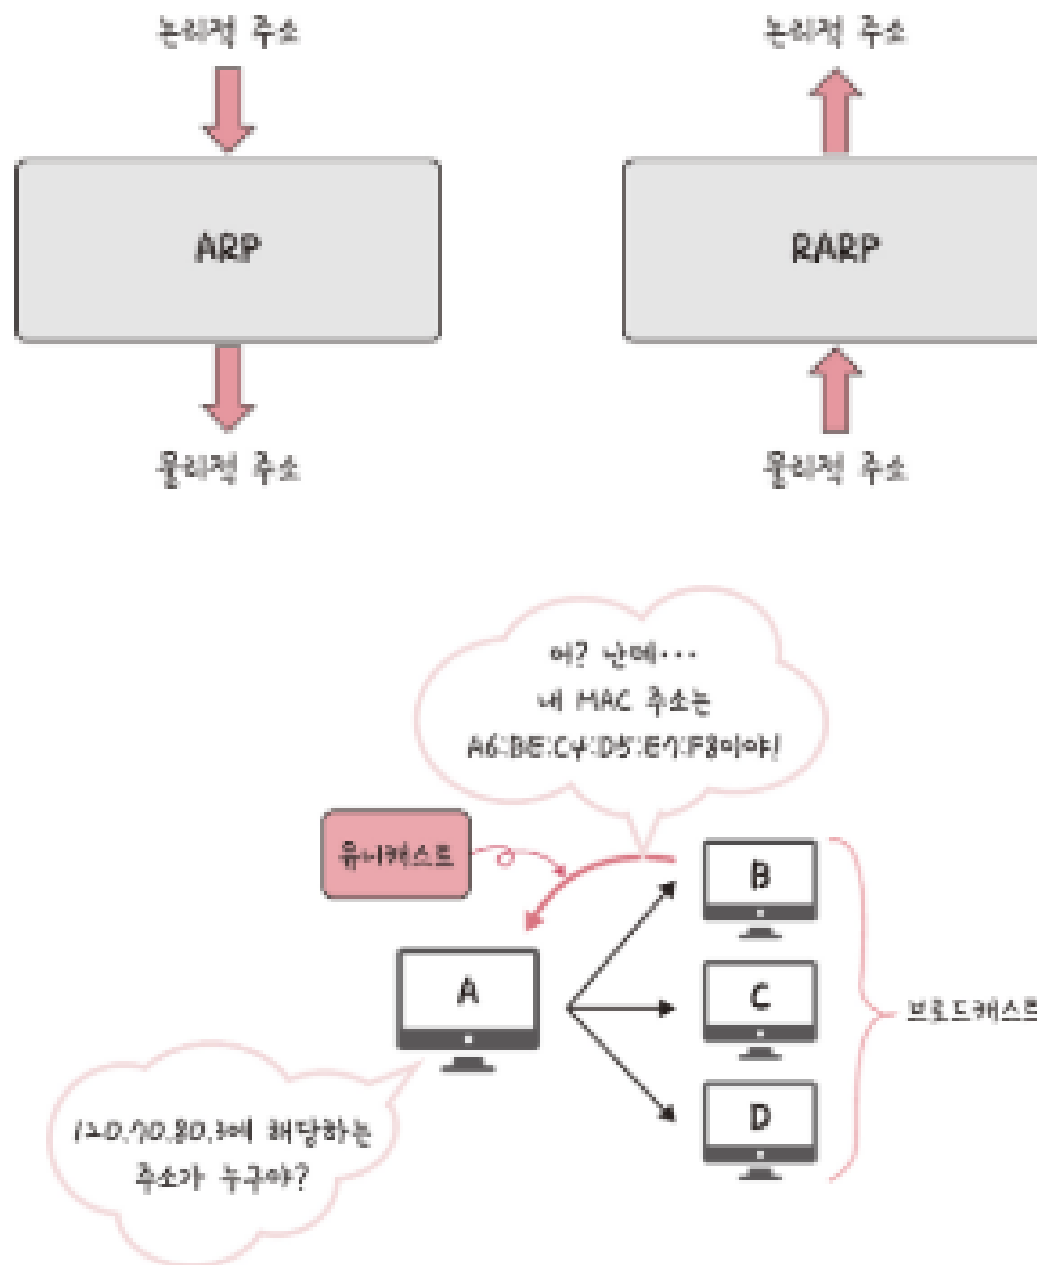 논리적 주소
논리적 주소
ARP
RARP
물리적 주소
물리적 주소
어? 난데...
내 MAC 주소는
A6:BE:C4:D5:E7:F8이야!
유니캐스트
B
A
C
브로드캐스트
D
120.70.80.3에 해당하는
주소가 누구야?